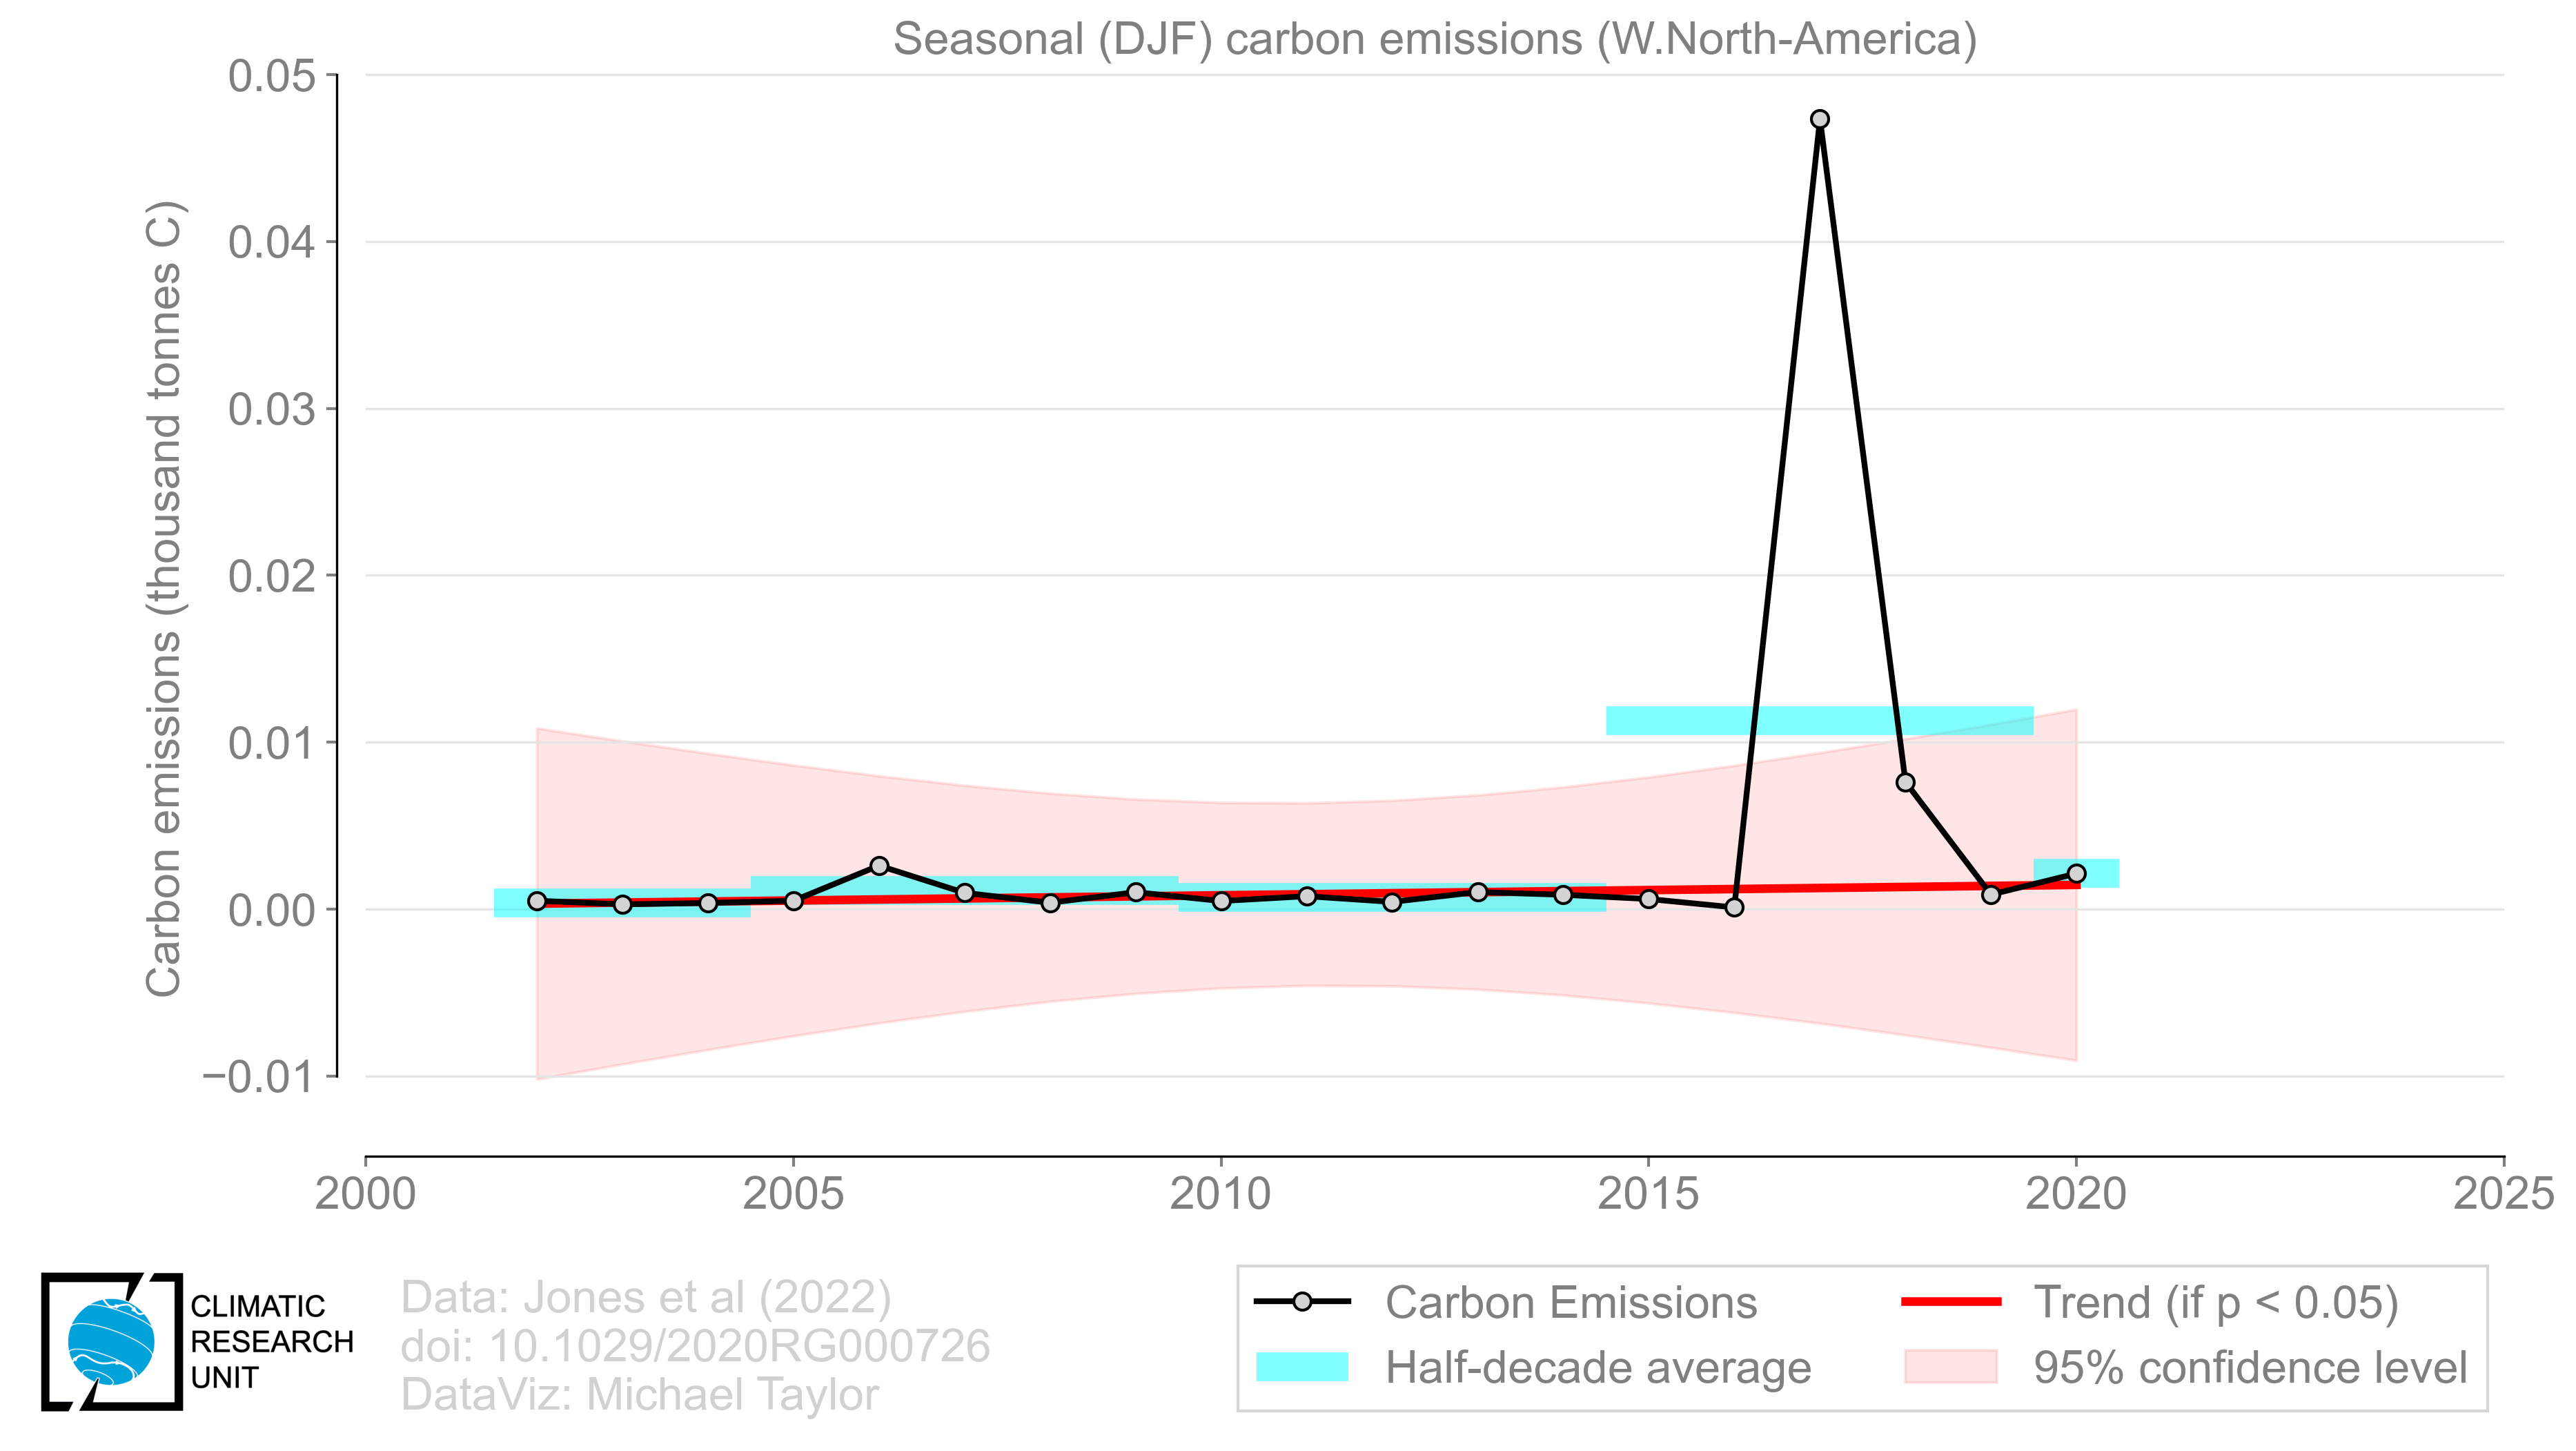 Seasonal (DJF) carbon emissions (W.North-America)
Carbon emissions (thousand tonnes C)
0.05
0.04
0.03
0.02
0.01
0.00
−0.01
2000 2005 2010 2015 2020 2025
CLIMATIC
RESEARCH
UNIT
Data: Jones et al (2022)
doi: 10.1029/2020RG000726
DataViz: Michael Taylor
Carbon Emissions
Half-decade average
Trend (if p < 0.05)
95% confidence level